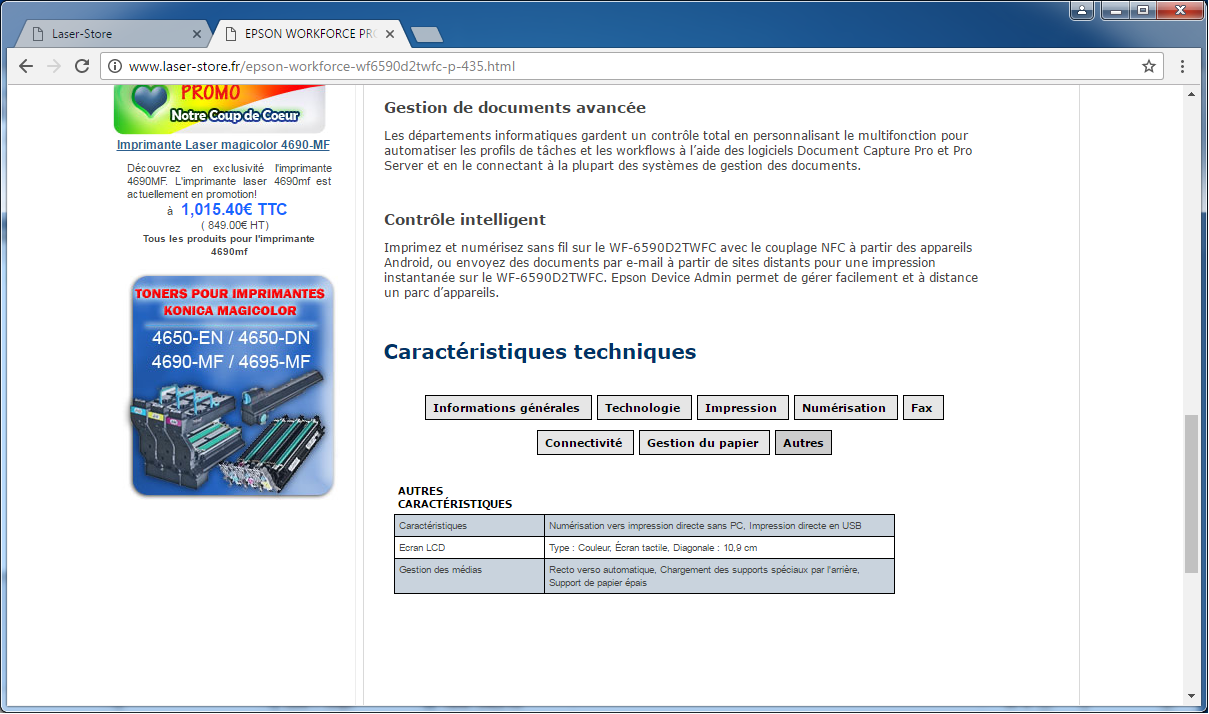 Laser-Store
EPSON WORKFORCE PRO
www.laser-store.fr/epson-workforce-wf6590d2twfc-p-435.html
PROMO
Notre Coup de Coeur
Imprimante Laser magicolor 4690-MF
Découvrez en exclusivité l'imprimante
4690MF. L'imprimante laser 4690mf est
actuellement en promotion!
à 1,015.40€ TTC
( 849.00€ HT)
Tous les produits pour l'imprimante
4690mf
TONERS POUR IMPRIMANTES
KONICA MAGICOLOR
4650-EN / 4650-DN
4690-MF / 4695-MF
Gestion de documents avancée
Les départements informatiques gardent un contrôle total en personnalisant le multifonction pour
automatiser les profils de tâches et les workflows à l’aide des logiciels Document Capture Pro et Pro
Server et en le connectant à la plupart des systèmes de gestion des documents.
Contrôle intelligent
Imprimez et numérisez sans fil sur le WF-6590D2TWFC avec le couplage NFC à partir des appareils
Android, ou envoyez des documents par e-mail à partir de sites distants pour une impression
instantanée sur le WF-6590D2TWFC. Epson Device Admin permet de gérer facilement et à distance
un parc d’appareils.
Caractéristiques techniques
Informations générales Technologie Impression Numérisation Fax
Connectivité Gestion du papier Autres
AUTRES
CARACTÉRISTIQUES
Caractéristiques Numérisation vers impression directe sans PC, Impression directe en USB
Ecran LCD Type : Couleur, Écran tactile, Diagonale : 10,9 cm
Gestion des médias Recto verso automatique, Chargement des supports spéciaux par l'arrière,
Support de papier épais